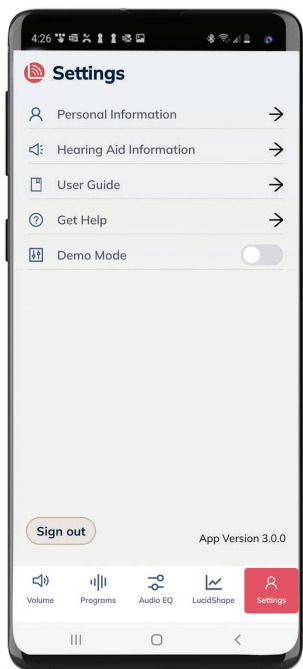 4:26
Settings
Personal Information
Hearing Aid Information
User Guide
Get Help
Demo Mode
Sign out
App Version 3.0.0
Volume Programs Audio EQ LucidShape Settings